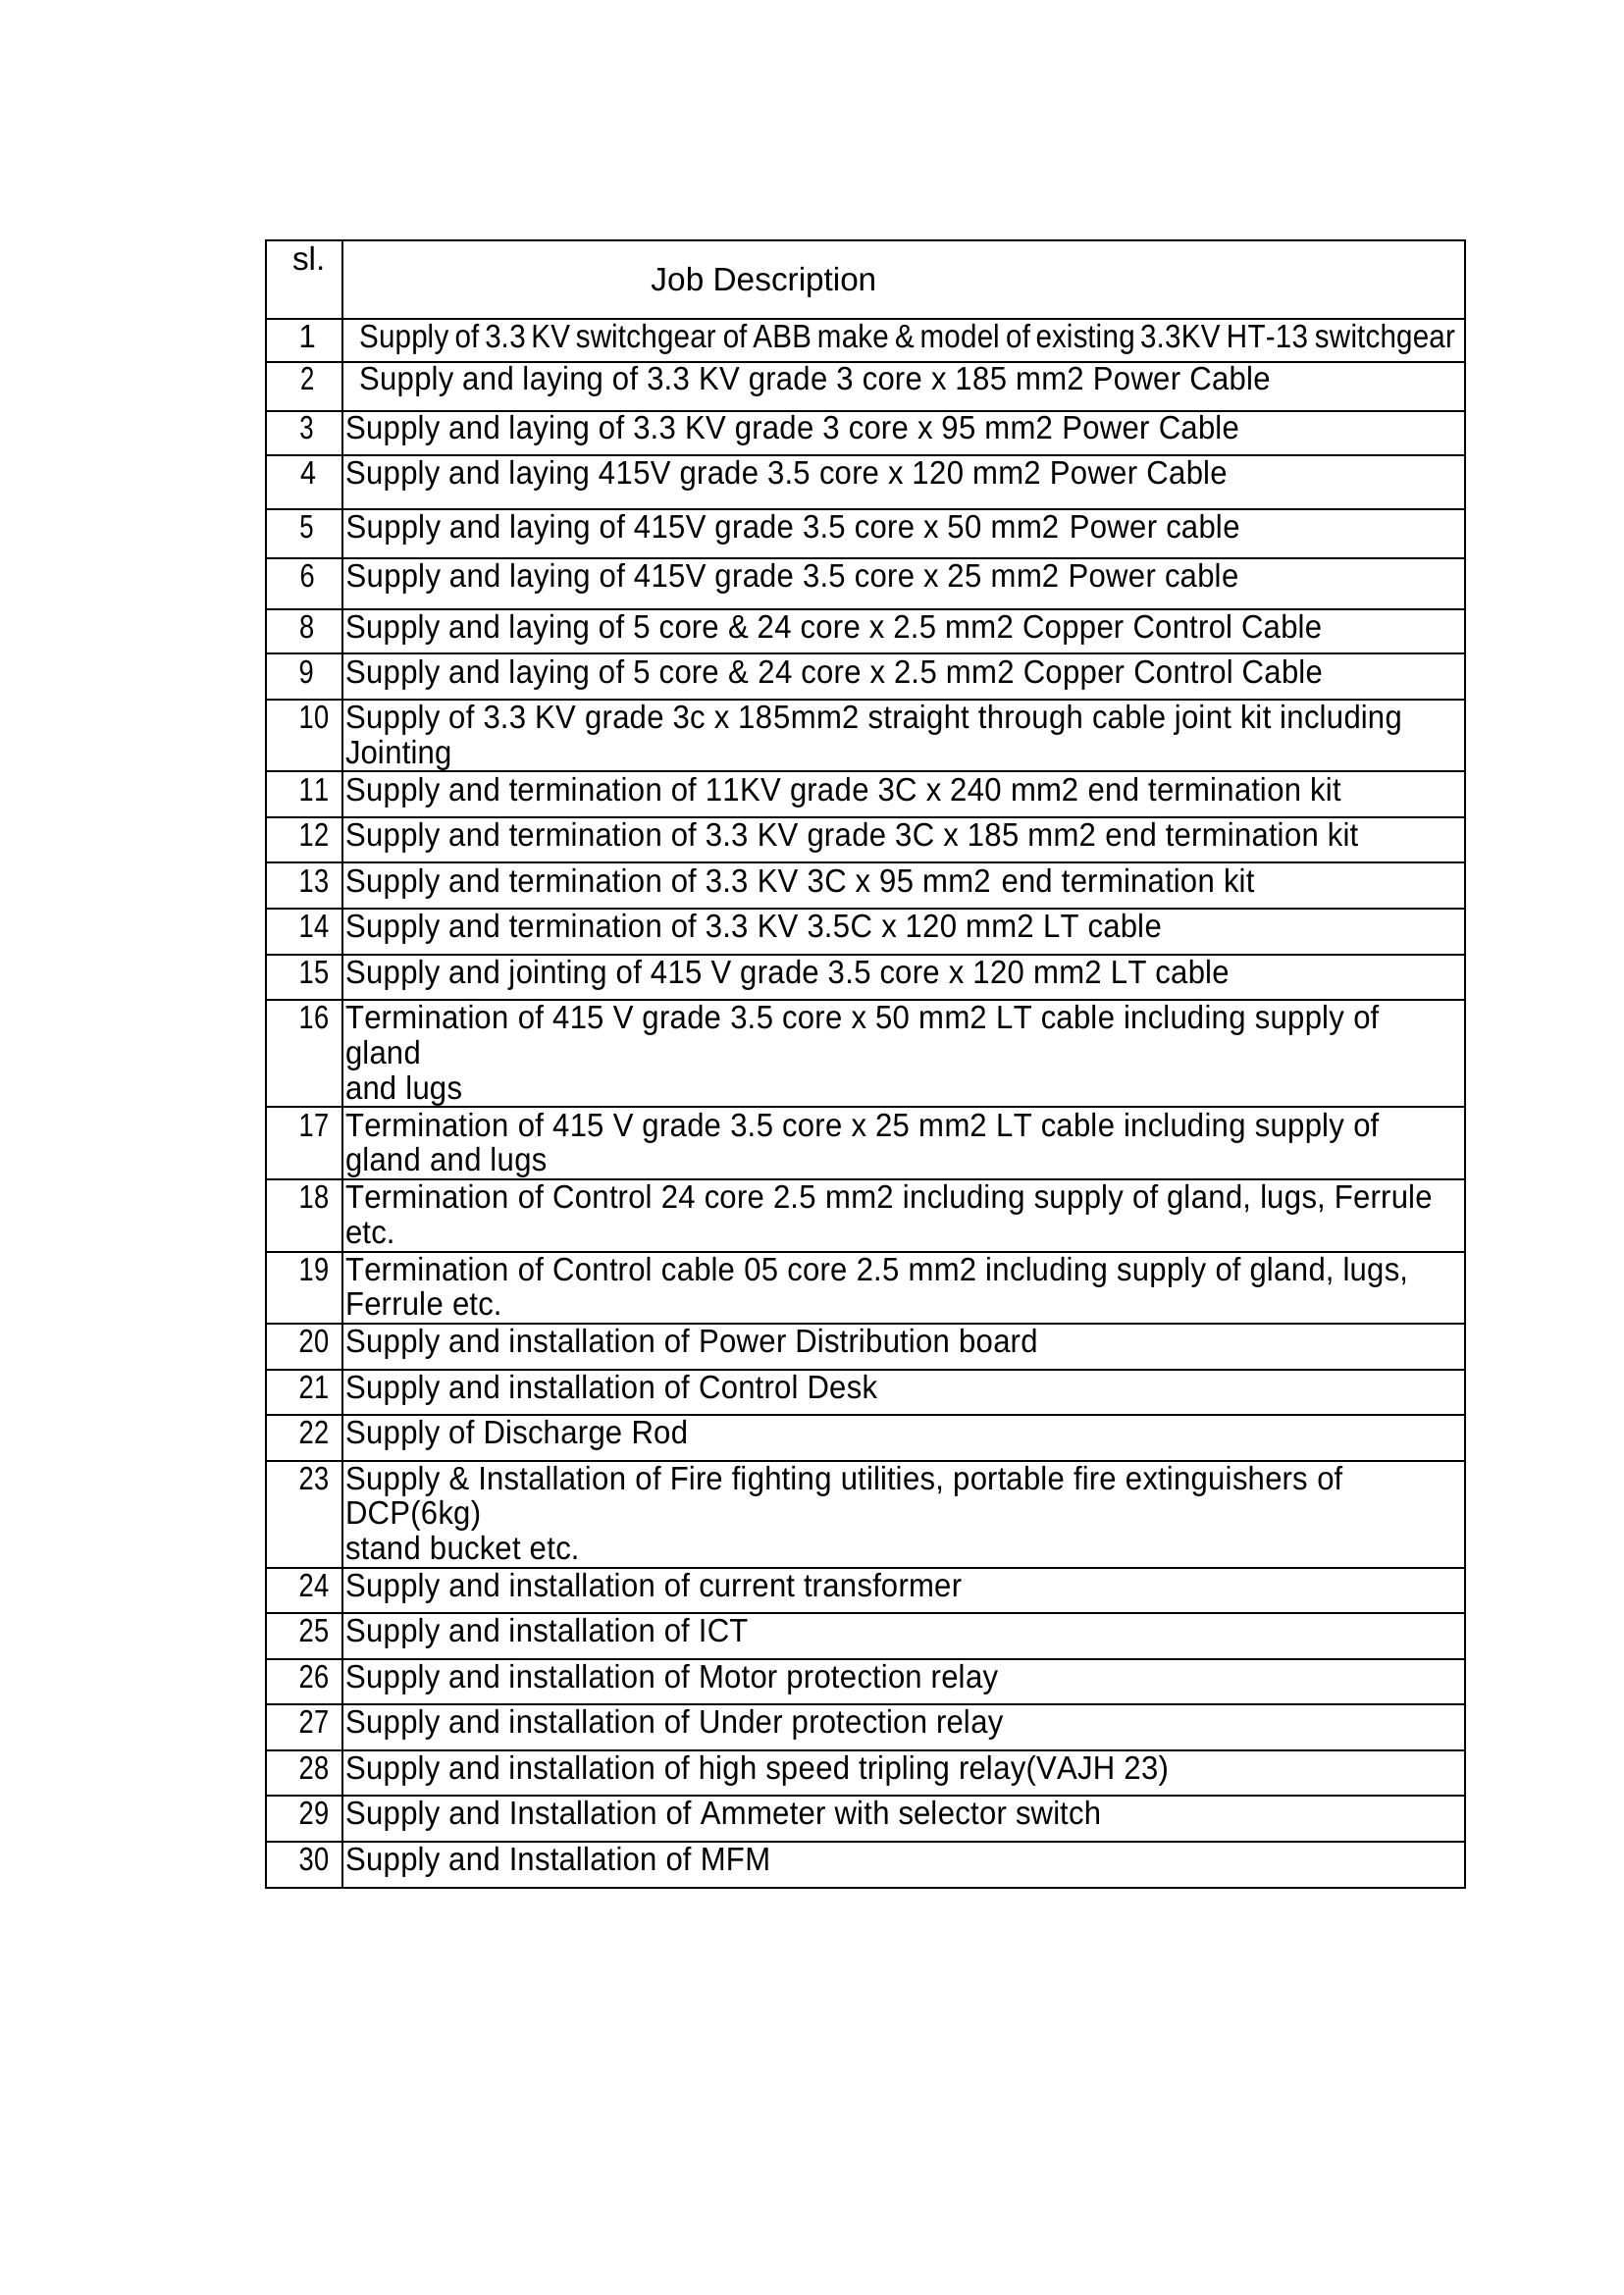 sl.
Job Description
1 Supply of 3.3 KV switchgear of ABB make & model of existing 3.3KV HT-13 switchgear
2 Supply and laying of 3.3 KV grade 3 core x 185 mm2 Power Cable
3 Supply and laying of 3.3 KV grade 3 core x 95 mm2 Power Cable
4 Supply and laying 415V grade 3.5 core x 120 mm2 Power Cable
5 Supply and laying of 415V grade 3.5 core x 50 mm2 Power cable
6 Supply and laying of 415V grade 3.5 core x 25 mm2 Power cable
8 Supply and laying of 5 core & 24 core x 2.5 mm2 Copper Control Cable
9 Supply and laying of 5 core & 24 core x 2.5 mm2 Copper Control Cable
10 Supply of 3.3 KV grade 3c x 185mm2 straight through cable joint kit including
Jointing
11 Supply and termination of 11KV grade 3C x 240 mm2 end termination kit
12 Supply and termination of 3.3 KV grade 3C x 185 mm2 end termination kit
13 Supply and termination of 3.3 KV 3C x 95 mm2 end termination kit
14 Supply and termination of 3.3 KV 3.5C x 120 mm2 LT cable
15 Supply and jointing of 415 V grade 3.5 core x 120 mm2 LT cable
16 Termination of 415 V grade 3.5 core x 50 mm2 LT cable including supply of
gland
and lugs
17 Termination of 415 V grade 3.5 core x 25 mm2 LT cable including supply of
gland and lugs
18 Termination of Control 24 core 2.5 mm2 including supply of gland, lugs, Ferrule
etc.
19 Termination of Control cable 05 core 2.5 mm2 including supply of gland, lugs,
Ferrule etc.
20 Supply and installation of Power Distribution board
21 Supply and installation of Control Desk
22 Supply of Discharge Rod
23 Supply & Installation of Fire fighting utilities, portable fire extinguishers of
DCP(6kg)
stand bucket etc.
24 Supply and installation of current transformer
25 Supply and installation of ICT
26 Supply and installation of Motor protection relay
27 Supply and installation of Under protection relay
28 Supply and installation of high speed tripling relay(VAJH 23)
29 Supply and Installation of Ammeter with selector switch
30 Supply and Installation of MFM